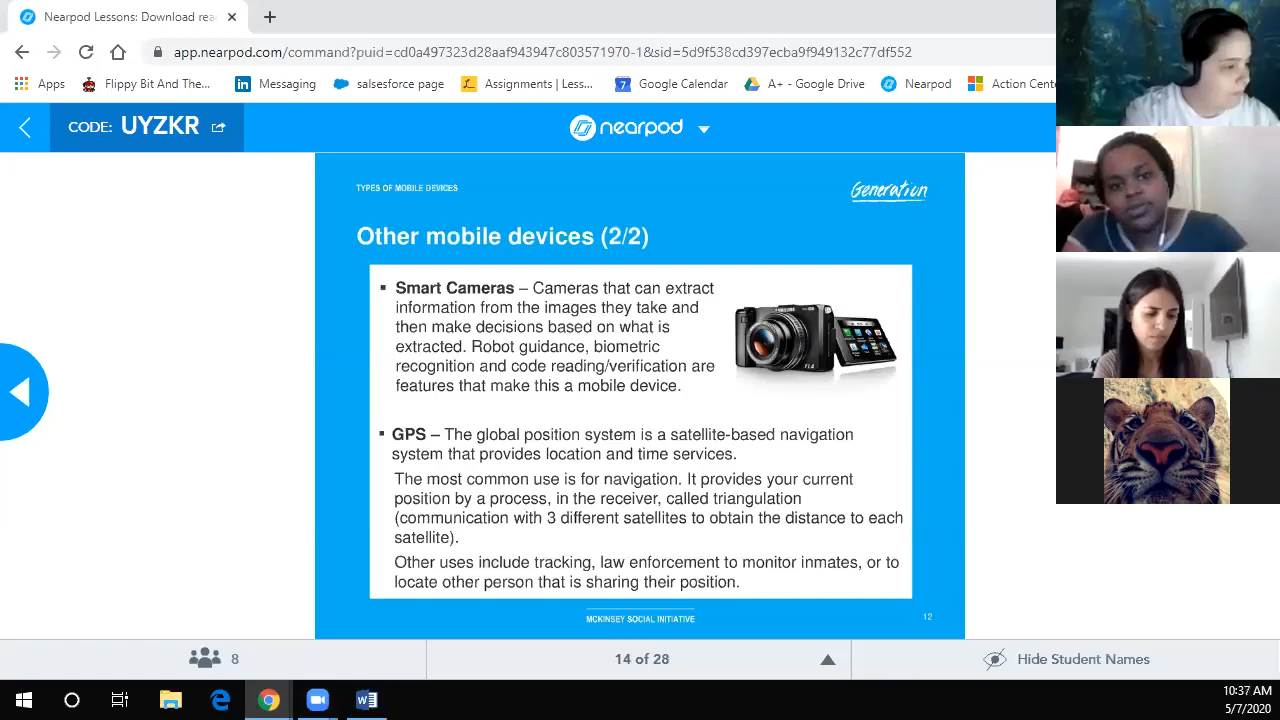 Nearpod Lessons: Download rea
app.nearpod.com/command?puid=cd0a497323d28aaf943947c803571970-1&sid=5d9f558cd397ecba9f949132c77df552
Apps Flippy Bit And The... Messaging salsesforce page Assignments | Less... 7 Google Calendar A+ - Google Drive Nearpod Action Cente
CODE: UYZKR nearpod
TYPES OF MOBILE DEVICES
Generation
Other mobile devices (2/2)
▪ Smart Cameras – Cameras that can extract
information from the images they take and
then make decisions based on what is
extracted. Robot guidance, biometric
recognition and code reading/verification are
features that make this a mobile device.
SAMSUNG
▪ GPS – The global position system is a satellite-based navigation
system that provides location and time services.
The most common use is for navigation. It provides your current
position by a process, in the receiver, called triangulation
(communication with 3 different satellites to obtain the distance to each
satellite).
Other uses include tracking, law enforcement to monitor inmates, or to
locate other person that is sharing their position.
MCKINSEY SOCIAL INITIATIVE
12
8 14 of 28 Hide Student Names
10:37 AM
5/7/2020